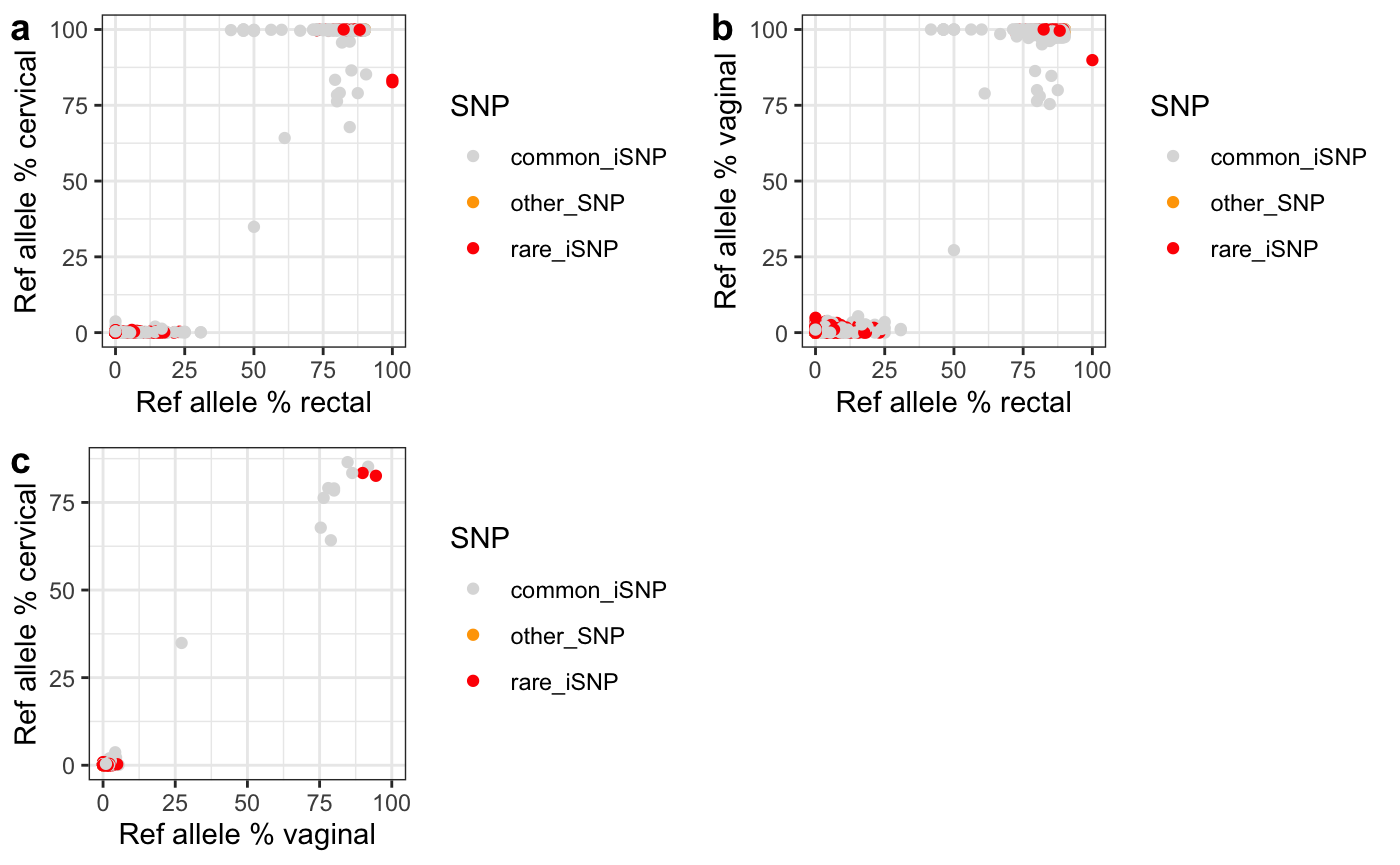 a
Ref allele % cervical
100
75
50
25
0
0 25 50 75 100
Ref allele % rectal
SNP
common_iSNP
other_SNP
rare_iSNP
b
Ref allele % vaginal
100
75
50
25
0
0 25 50 75 100
Ref allele % rectal
SNP
common_iSNP
other_SNP
rare_iSNP
c
Ref allele % cervical
75
50
25
0
0 25 50 75 100
Ref allele % vaginal
SNP
common_iSNP
other_SNP
rare_iSNP